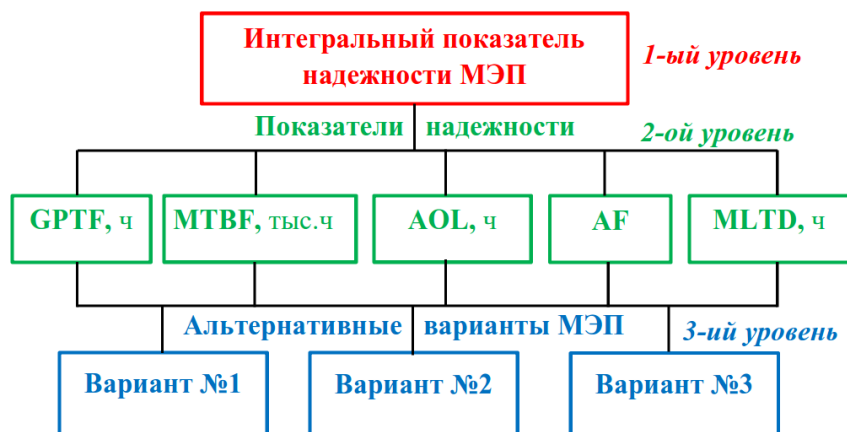 Интегральный показатель
надежности МЭП
1-ый уровень
Показатели надежности
2-ой уровень
GPTF, ч
MTBF, тыс.ч
AOL, ч
AF
MLTD, ч
Альтернативные варианты МЭП
3-ий уровень
Вариант №1
Вариант №2
Вариант №3